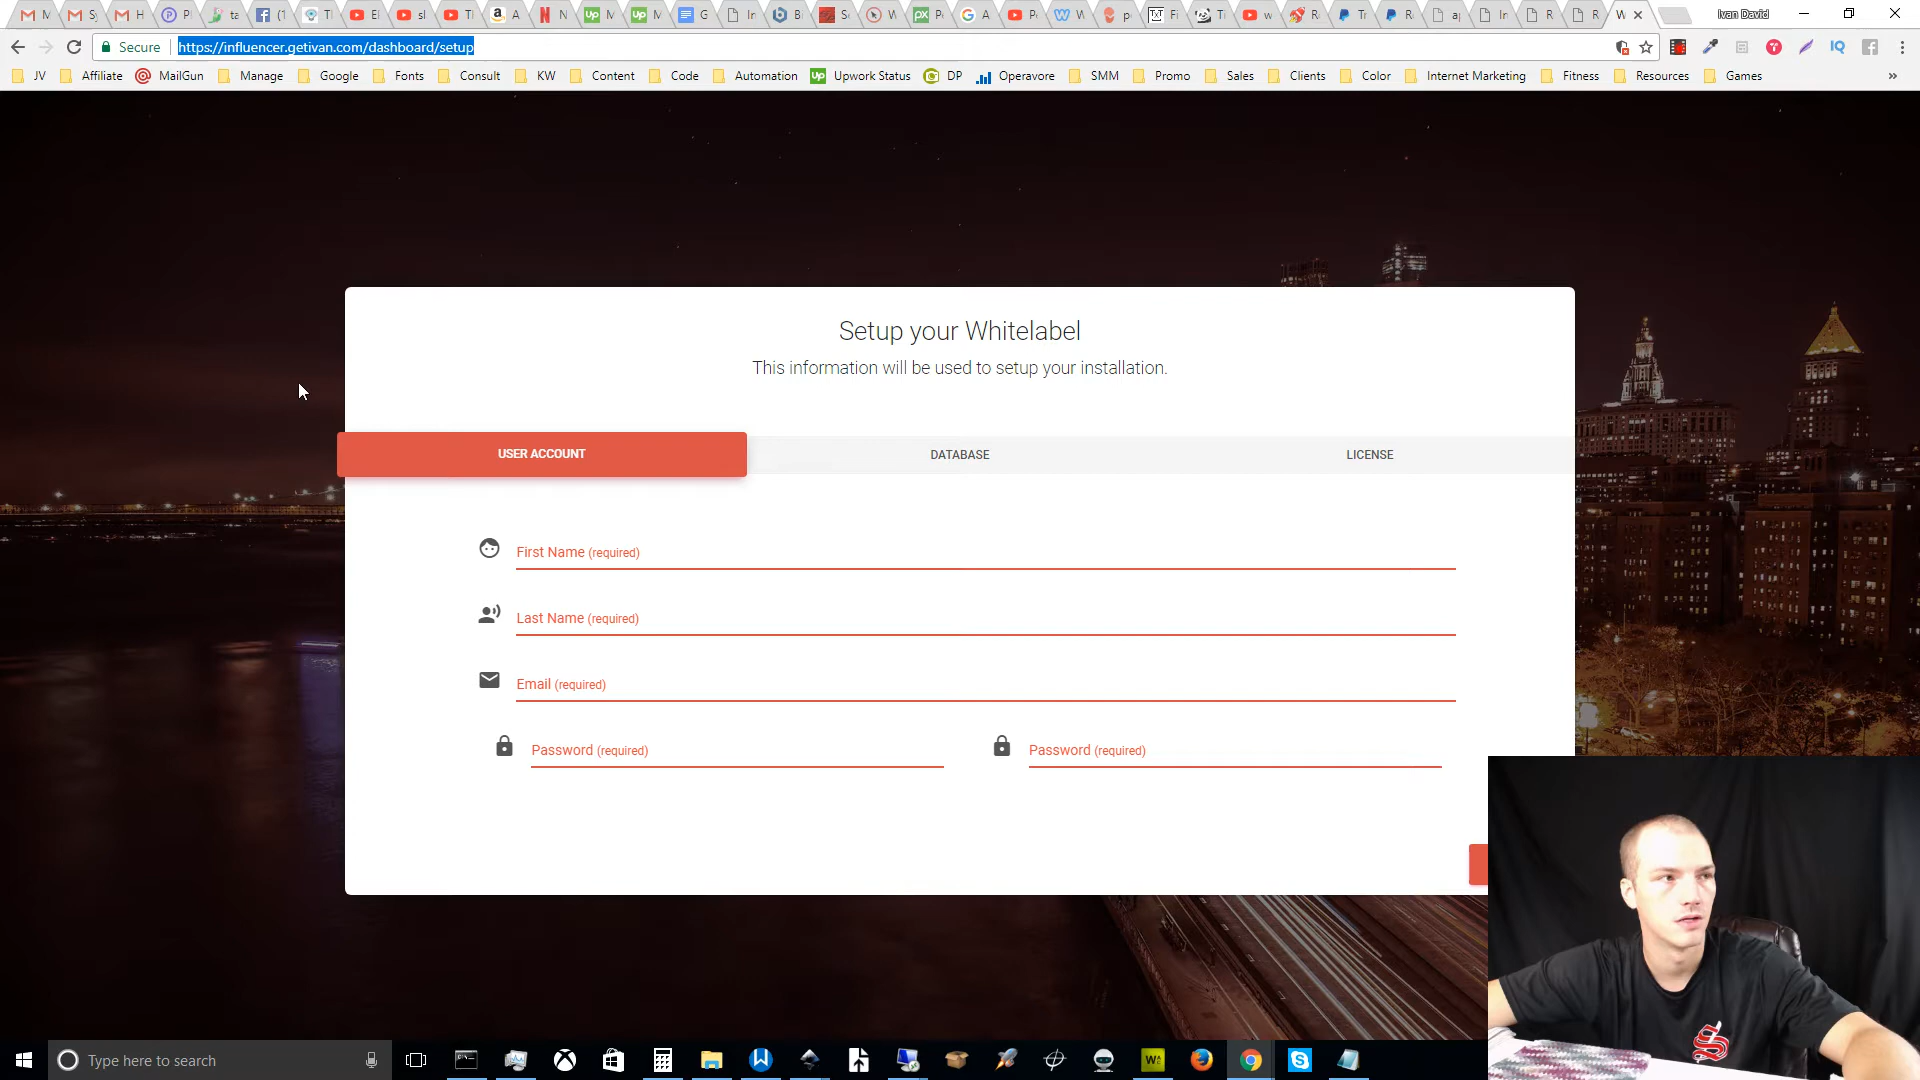 Ivan David
Secure
https://influencer.getivan.com/dashboard/setup
JV
Affiliate
MailGun
Manage
Google
Fonts
Consult
KW
Content
Code
Automation
Upwork Status
DP
Operavore
SMM
Promo
Sales
Clients
Color
Internet Marketing
Fitness
Resources
Games
Setup your Whitelabel
This information will be used to setup your installation.
USER ACCOUNT
DATABASE
LICENSE
First Name (required)
Last Name (required)
Email (required)
Password (required)
Password (required)
Type here to search